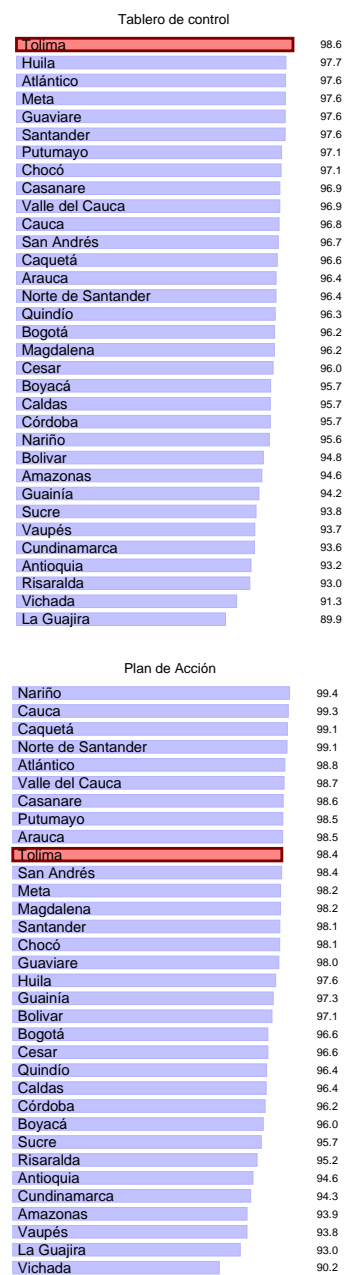 Tablero de control
Tolima 98.6
Huila 97.7
Atlántico 97.6
Meta 97.6
Guaviare 97.6
Santander 97.6
Putumayo 97.1
Chocó 97.1
Casanare 96.9
Valle del Cauca 96.9
Cauca 96.8
San Andrés 96.7
Caquetá 96.6
Arauca 96.4
Norte de Santander 96.4
Quindío 96.3
Bogotá 96.2
Magdalena 96.2
Cesar 96.0
Boyacá 95.7
Caldas 95.7
Córdoba 95.7
Nariño 95.6
Bolivar 94.8
Amazonas 94.6
Guainía 94.2
Sucre 93.8
Vaupés 93.7
Cundinamarca 93.6
Antioquia 93.2
Risaralda 93.0
Vichada 91.3
La Guajira 89.9
Plan de Acción
Nariño 99.4
Cauca 99.3
Caquetá 99.1
Norte de Santander 99.1
Atlántico 98.8
Valle del Cauca 98.7
Casanare 98.6
Putumayo 98.5
Arauca 98.5
Tolima 98.4
San Andrés 98.4
Meta 98.2
Magdalena 98.2
Santander 98.1
Chocó 98.1
Guaviare 98.0
Huila 97.6
Guainía 97.3
Bolivar 97.1
Bogotá 96.6
Cesar 96.6
Quindío 96.4
Caldas 96.4
Córdoba 96.2
Boyacá 96.0
Sucre 95.7
Risaralda 95.2
Antioquia 94.6
Cundinamarca 94.3
Amazonas 93.9
Vaupés 93.8
La Guajira 93.0
Vichada 90.2